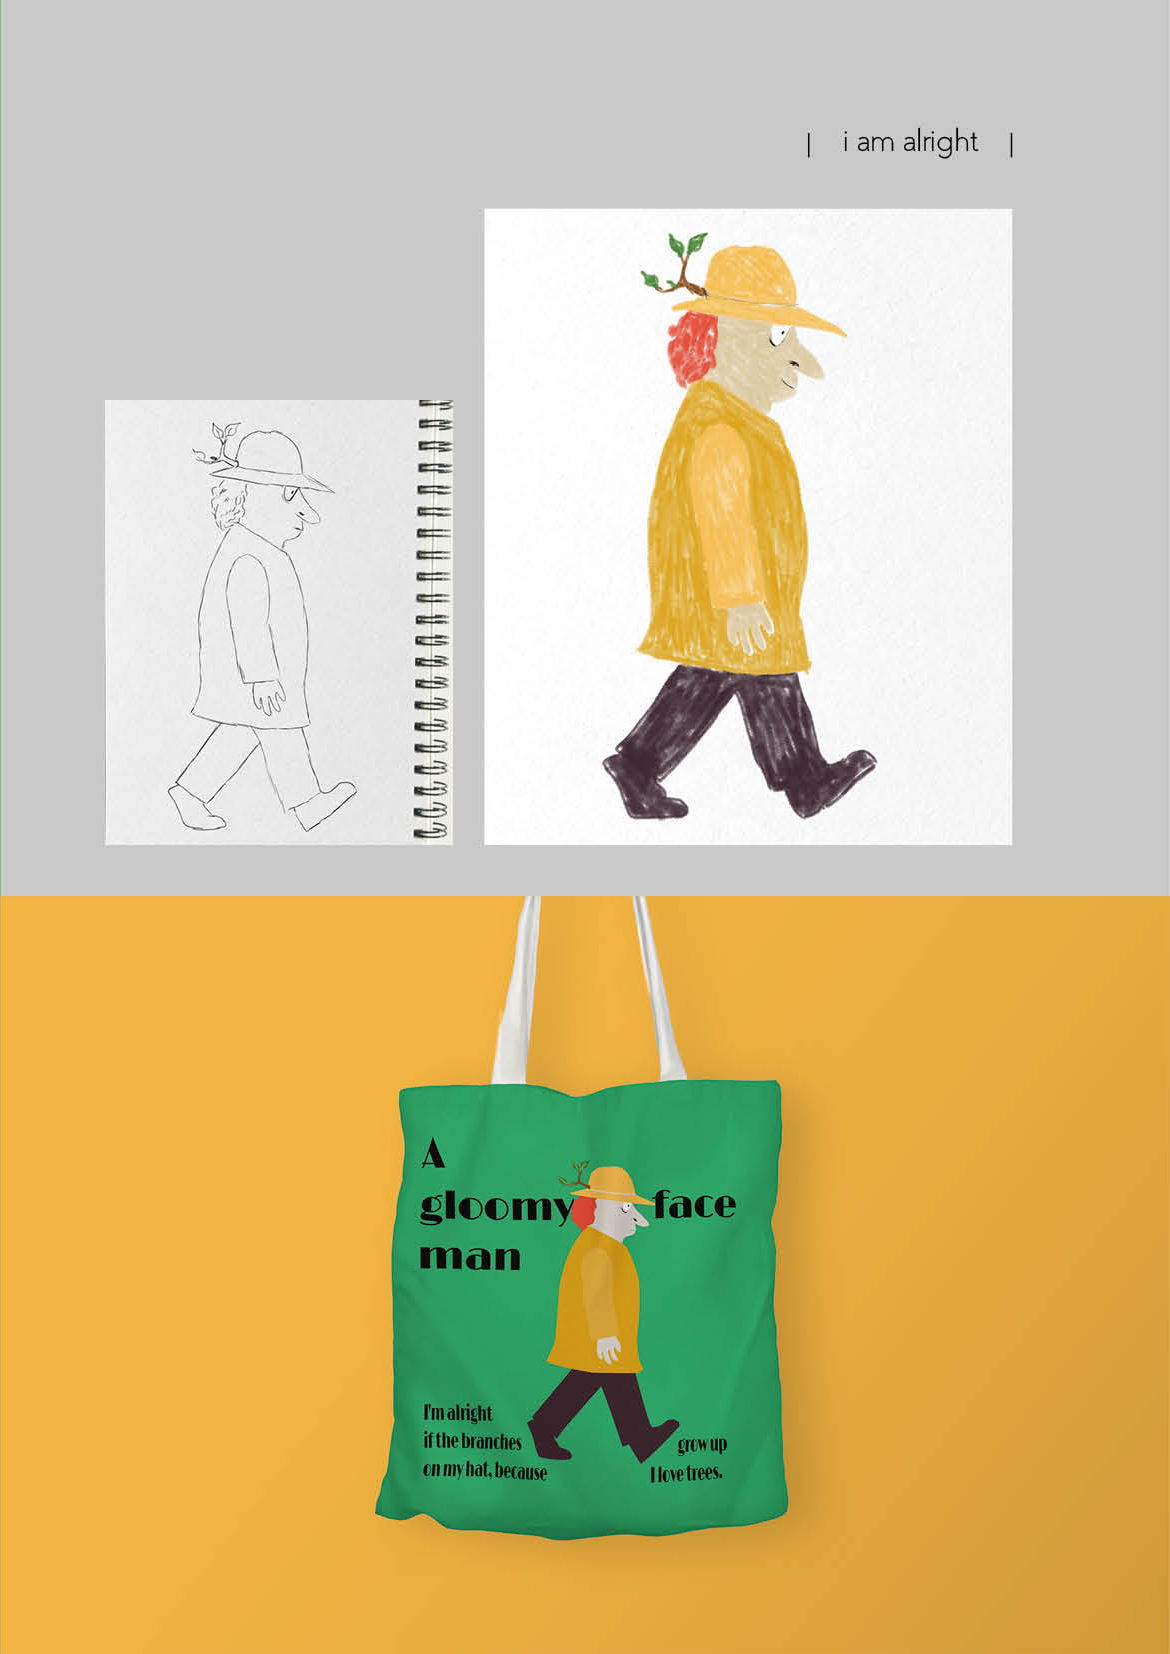 | i am alright |
A
gloomy face
man
I'm alright
if the branches grow up
on my hat, because I love trees.